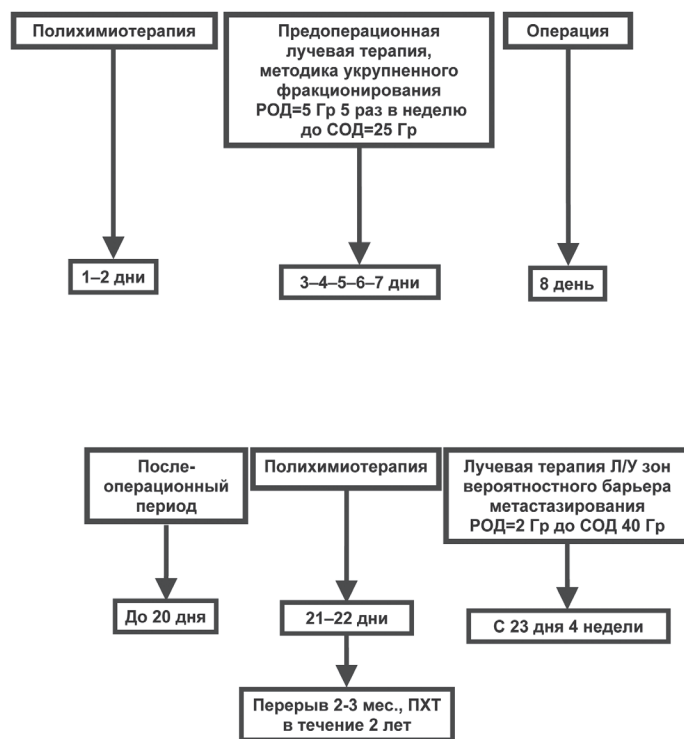 Полихимиотерапия
Предоперационная
лучевая терапия,
методика укрупненного
фракционирования
РОД=5 Гр 5 раз в неделю
до СОД=25 Гр
Операция
1–2 дни
3–4–5–6–7 дни
8 день
После-
операционный
период
Полихимиотерапия
Лучевая терапия Л/У зон
вероятностного барьера
метастазирования
РОД=2 Гр до СОД 40 Гр
До 20 дня
21–22 дни
С 23 дня 4 недели
Перерыв 2-3 мес., ПХТ
в течение 2 лет